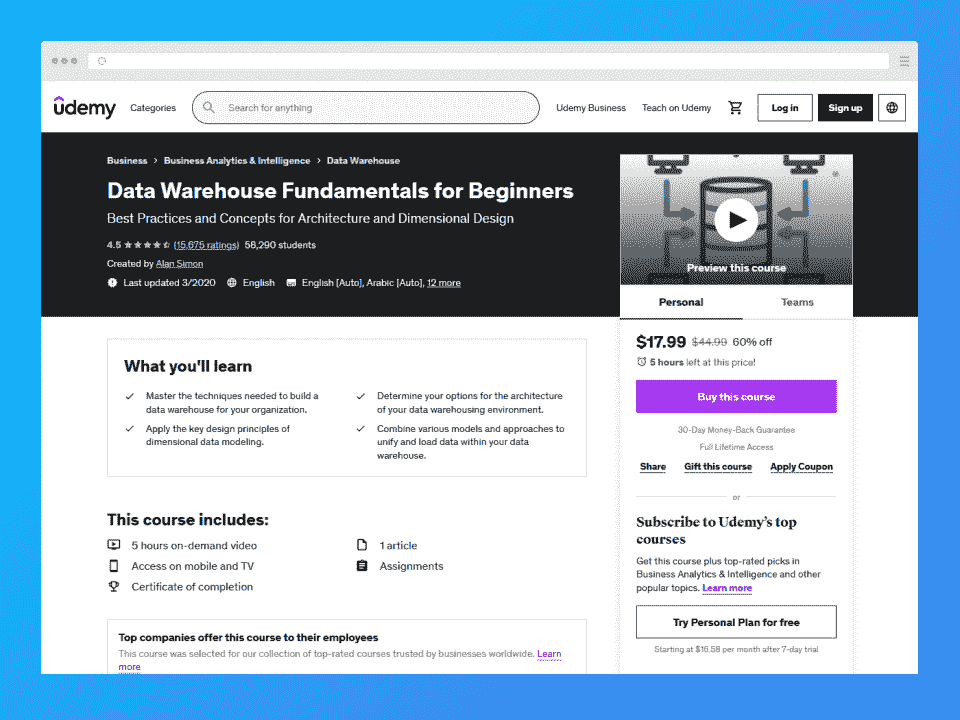 udemy Categories Search for anything Udemy Business Teach on Udemy Log in Sign up
Business > Business Analytics & Intelligence > Data Warehouse
Data Warehouse Fundamentals for Beginners
Best Practices and Concepts for Architecture and Dimensional Design
4.5 (15,675 ratings) 58,290 students
Created by Alan Simon
Last updated 3/2020 English English [Auto], Arabic [Auto], 12 more
Preview this course
Personal Teams
$17.99 $44.99 60% off
5 hours left at this price!
Buy this course
30-Day Money-Back Guarantee
Full Lifetime Access
Share Gift this course Apply Coupon
or
Subscribe to Udemy's top
courses
Get this course plus top-rated picks in
Business Analytics & Intelligence and other
popular topics. Learn more
Try Personal Plan for free
Starting at $16.58 per month after 7-day trial
What you'll learn
Master the techniques needed to build a
data warehouse for your organization.
Apply the key design principles of
dimensional data modeling.
Determine your options for the architecture
of your data warehousing environment.
Combine various models and approaches to
unify and load data within your data
warehouse.
This course includes:
5 hours on-demand video
Access on mobile and TV
Certificate of completion
1 article
Assignments
Top companies offer this course to their employees
This course was selected for our collection of top-rated courses trusted by businesses worldwide. Learn
more